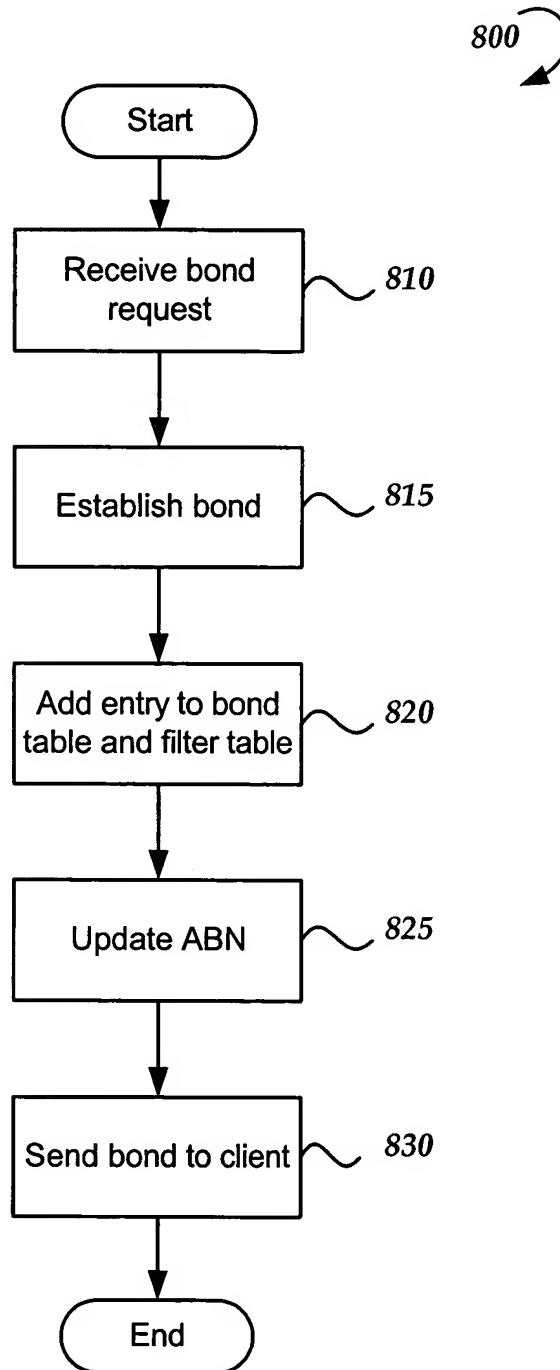 800
Start
Receive bond
request
810
Establish bond
815
Add entry to bond
table and filter table
820
Update ABN
825
Send bond to client
830
End